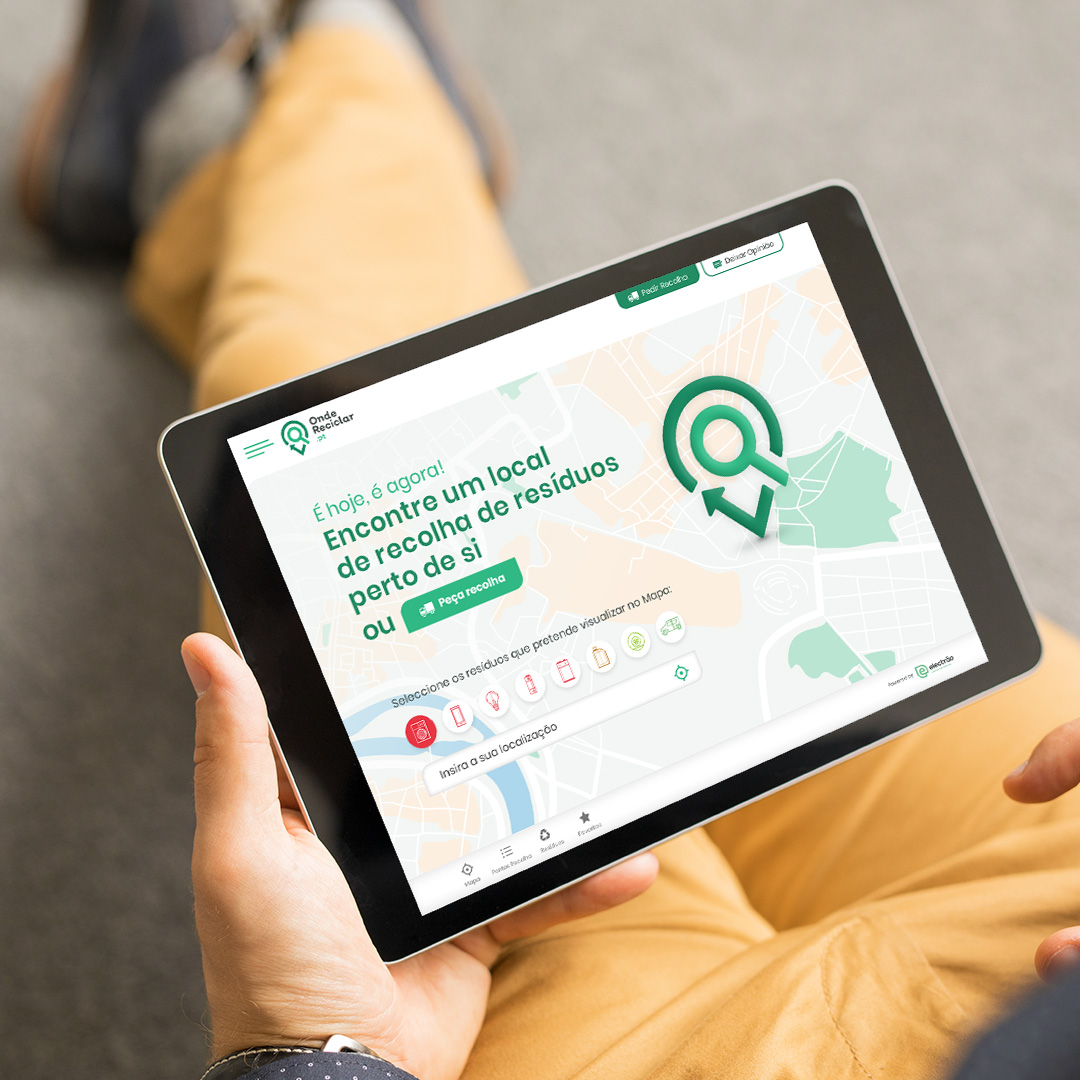 Pedir Recolha
Deixar Opinião
Onde
Reciclar
.pt
É hoje, é agora!
Encontre um local
de recolha de resíduos
perto de si
ou Peça recolha
Seleccione os resíduos que pretende visualizar no Mapa:
Insira a sua localização
Powered by electrão
Mapa
Pontos Recolha
Resíduos
Favoritos